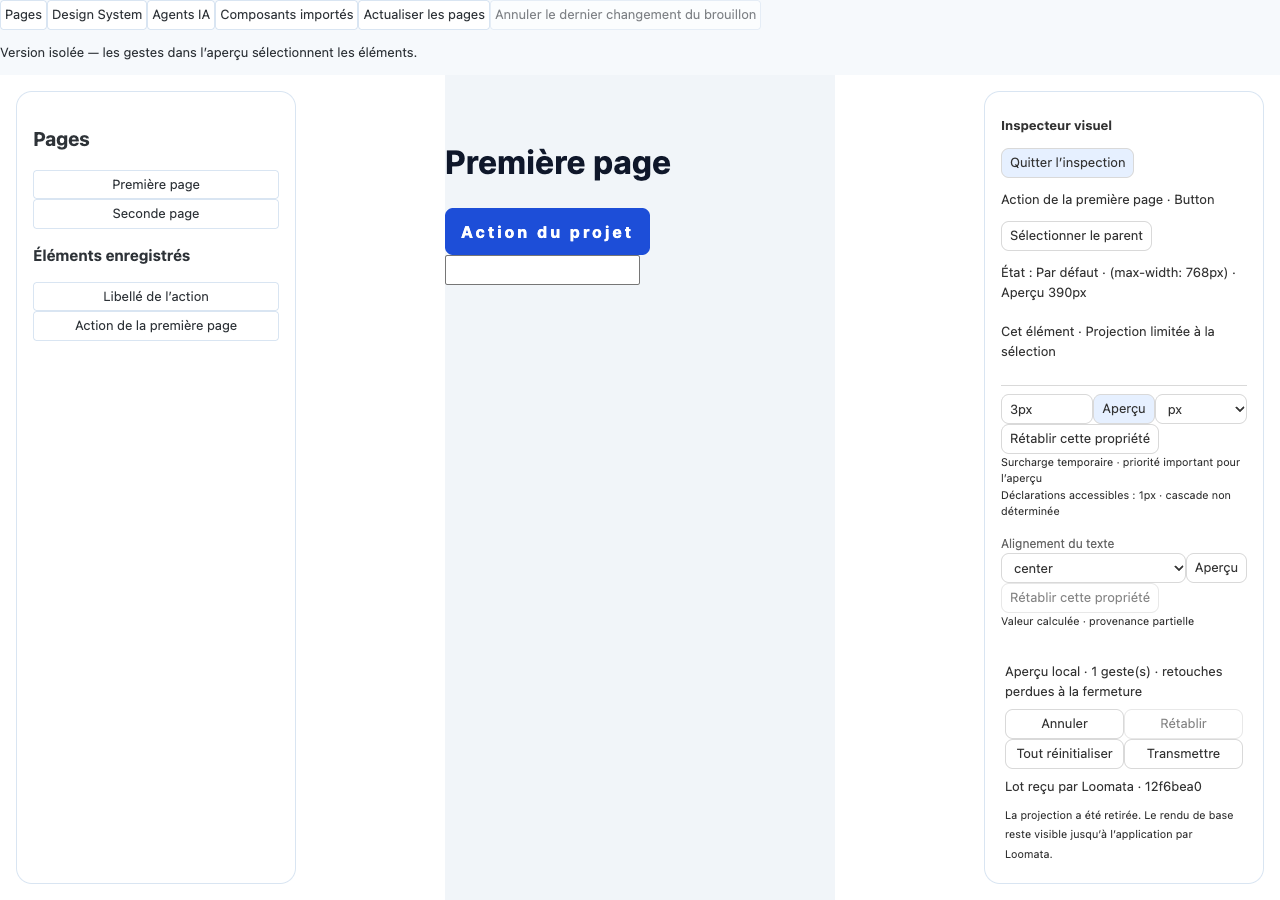 Pages Design System Agents IA Composants importés Actualiser les pages Annuler le dernier changement du brouillon
Version isolée — les gestes dans l’aperçu sélectionnent les éléments.
Pages
Première page
Seconde page
Éléments enregistrés
Libellé de l’action
Action de la première page
Première page
Action du projet
Inspecteur visuel
Quitter l’inspection
Action de la première page · Button
Sélectionner le parent
État : Par défaut · (max-width: 768px) ·
Aperçu 390px
Cet élément · Projection limitée à la
sélection
3px Aperçu px
Rétablir cette propriété
Surcharge temporaire · priorité important pour
l’aperçu
Déclarations accessibles : 1px · cascade non
déterminée
Alignement du texte
center Aperçu
Rétablir cette propriété
Valeur calculée · provenance partielle
Aperçu local · 1 geste(s) · retouches
perdues à la fermeture
Annuler Rétablir
Tout réinitialiser Transmettre
Lot reçu par Loomata · 12f6bea0
La projection a été retirée. Le rendu de base
reste visible jusqu’à l’application par
Loomata.